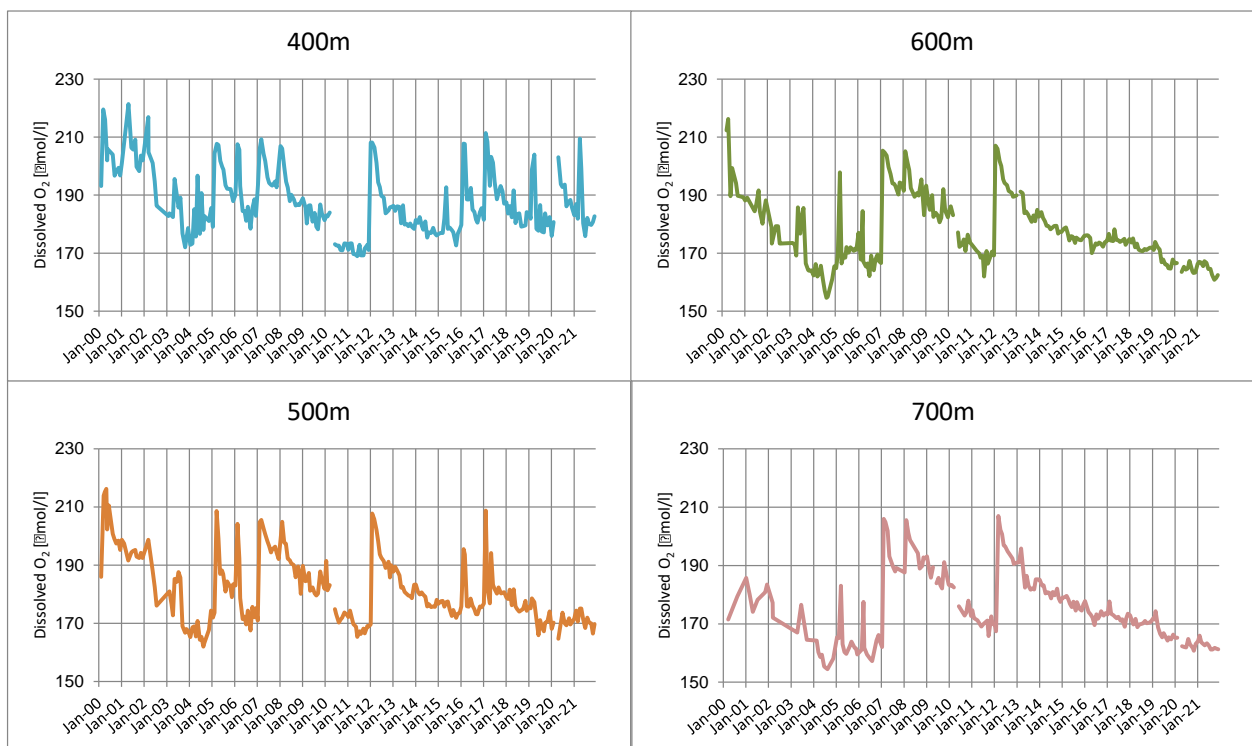 400m
Dissolved O₂ [⍰mol/l]
230
210
190
170
150
Jan-00 Jan-01 Jan-02 Jan-03 Jan-04 Jan-05 Jan-06 Jan-07 Jan-08 Jan-09 Jan-10 Jan-11 Jan-12 Jan-13 Jan-14 Jan-15 Jan-16 Jan-17 Jan-18 Jan-19 Jan-20 Jan-21
600m
Dissolved O₂ [⍰mol/l]
230
210
190
170
150
Jan-00 Jan-01 Jan-02 Jan-03 Jan-04 Jan-05 Jan-06 Jan-07 Jan-08 Jan-09 Jan-10 Jan-11 Jan-12 Jan-13 Jan-14 Jan-15 Jan-16 Jan-17 Jan-18 Jan-19 Jan-20 Jan-21
500m
Dissolved O₂ [⍰mol/l]
230
210
190
170
150
Jan-00 Jan-01 Jan-02 Jan-03 Jan-04 Jan-05 Jan-06 Jan-07 Jan-08 Jan-09 Jan-10 Jan-11 Jan-12 Jan-13 Jan-14 Jan-15 Jan-16 Jan-17 Jan-18 Jan-19 Jan-20 Jan-21
700m
Dissolved O₂ [⍰mol/l]
230
210
190
170
150
Jan-00 Jan-01 Jan-02 Jan-03 Jan-04 Jan-05 Jan-06 Jan-07 Jan-08 Jan-09 Jan-10 Jan-11 Jan-12 Jan-13 Jan-14 Jan-15 Jan-16 Jan-17 Jan-18 Jan-19 Jan-20 Jan-21